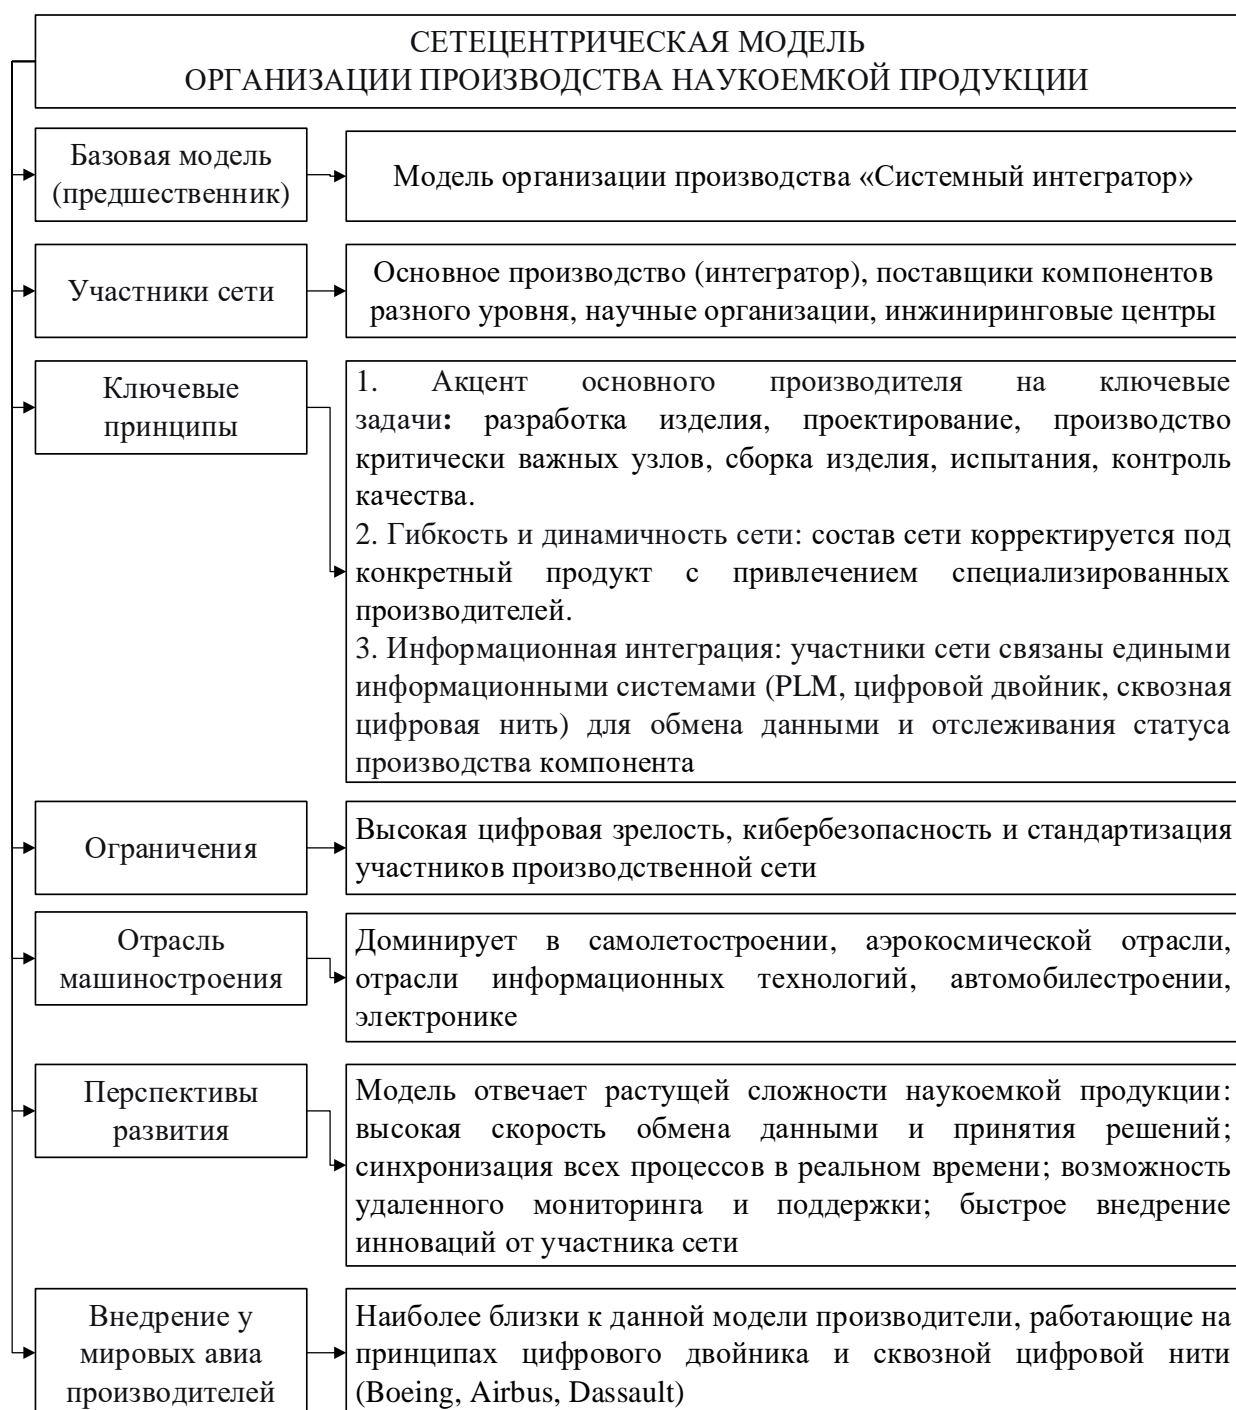 СЕТЕЦЕНТРИЧЕСКАЯ МОДЕЛЬ
ОРГАНИЗАЦИИ ПРОИЗВОДСТВА НАУКОЕМКОЙ ПРОДУКЦИИ
Базовая модель
(предшественник)
Модель организации производства «Системный интегратор»
Участники сети
Основное производство (интегратор), поставщики компонентов
разного уровня, научные организации, инжиниринговые центры
Ключевые
принципы
1. Акцент основного производителя на ключевые
задачи: разработка изделия, проектирование, производство
критически важных узлов, сборка изделия, испытания, контроль
качества.
2. Гибкость и динамичность сети: состав сети корректируется под
конкретный продукт с привлечением специализированных
производителей.
3. Информационная интеграция: участники сети связаны едиными
информационными системами (PLM, цифровой двойник, сквозная
цифровая нить) для обмена данными и отслеживания статуса
производства компонента
Ограничения
Высокая цифровая зрелость, кибербезопасность и стандартизация
участников производственной сети
Отрасль
машиностроения
Доминирует в самолетостроении, аэрокосмической отрасли,
отрасли информационных технологий, автомобилестроении,
электронике
Перспективы
развития
Модель отвечает растущей сложности наукоемкой продукции:
высокая скорость обмена данными и принятия решений;
синхронизация всех процессов в реальном времени; возможность
удаленного мониторинга и поддержки; быстрое внедрение
инноваций от участника сети
Внедрение у
мировых авиа
производителей
Наиболее близки к данной модели производители, работающие на
принципах цифрового двойника и сквозной цифровой нити
(Boeing, Airbus, Dassault)